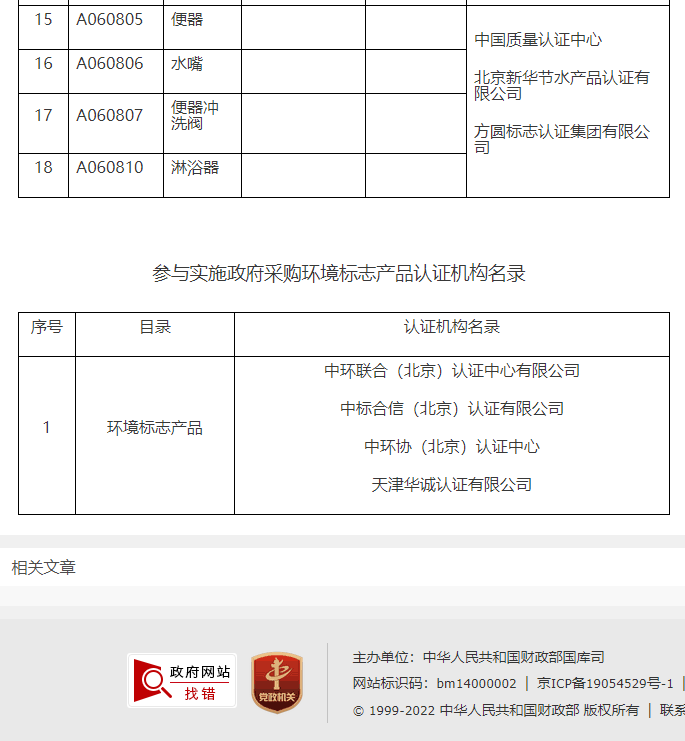 15 A060805 便器
中国质量认证中心
16 A060806 水嘴
北京新华节水产品认证有
限公司
17 A060807 便器冲
洗阀
方圆标志认证集团有限公
司
18 A060810 淋浴器
参与实施政府采购环境标志产品认证机构名录
序号 目录 认证机构名录
中环联合（北京）认证中心有限公司
中标合信（北京）认证有限公司
1 环境标志产品
中环协（北京）认证中心
天津华诚认证有限公司
相关文章
政府网站
找错
党政机关
主办单位：中华人民共和国财政部国库司
网站标识码：bm14000002 | 京ICP备19054529号-1 |
© 1999-2022 中华人民共和国财政部 版权所有 | 联系